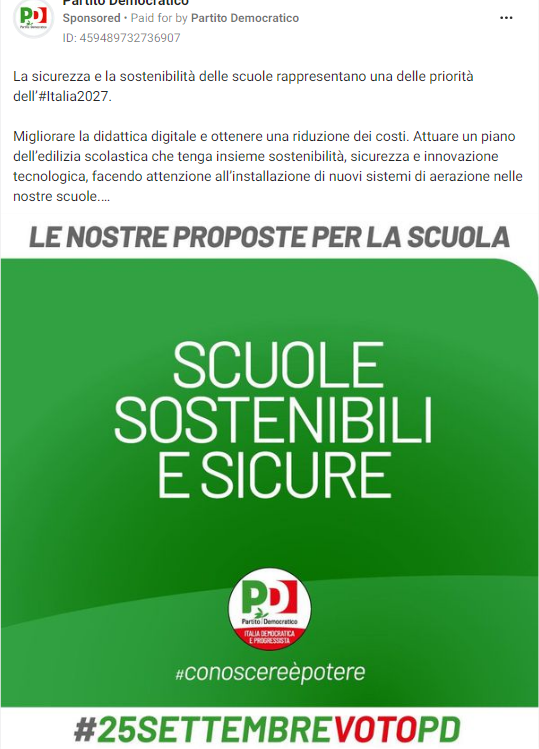 Partito Democratico
Sponsored • Paid for by Partito Democratico
ID: 459489732736907
La sicurezza e la sostenibilità delle scuole rappresentano una delle priorità
dell'#Italia2027.
Migliorare la didattica digitale e ottenere una riduzione dei costi. Attuare un piano
dell'edilizia scolastica che tenga insieme sostenibilità, sicurezza e innovazione
tecnologica, facendo attenzione all'installazione di nuovi sistemi di aerazione nelle
nostre scuole....
LE NOSTRE PROPOSTE PER LA SCUOLA
SCUOLE
SOSTENIBILI
E SICURE
PD
Partito Democratico
ITALIA DEMOCRATICA
E PROGRESSISTA
#conoscereèpotere
#25SETTEMBREVOTOPD